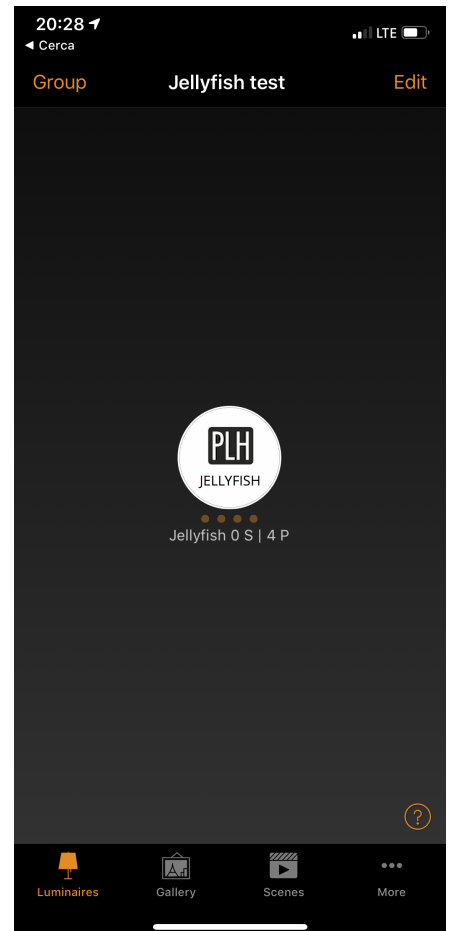 20:28
LTE
◀ Cerca
Group
Jellyfish test
Edit
PLH
JELLYFISH
Jellyfish 0 S | 4 P
?
Luminaires
Gallery
Scenes
More